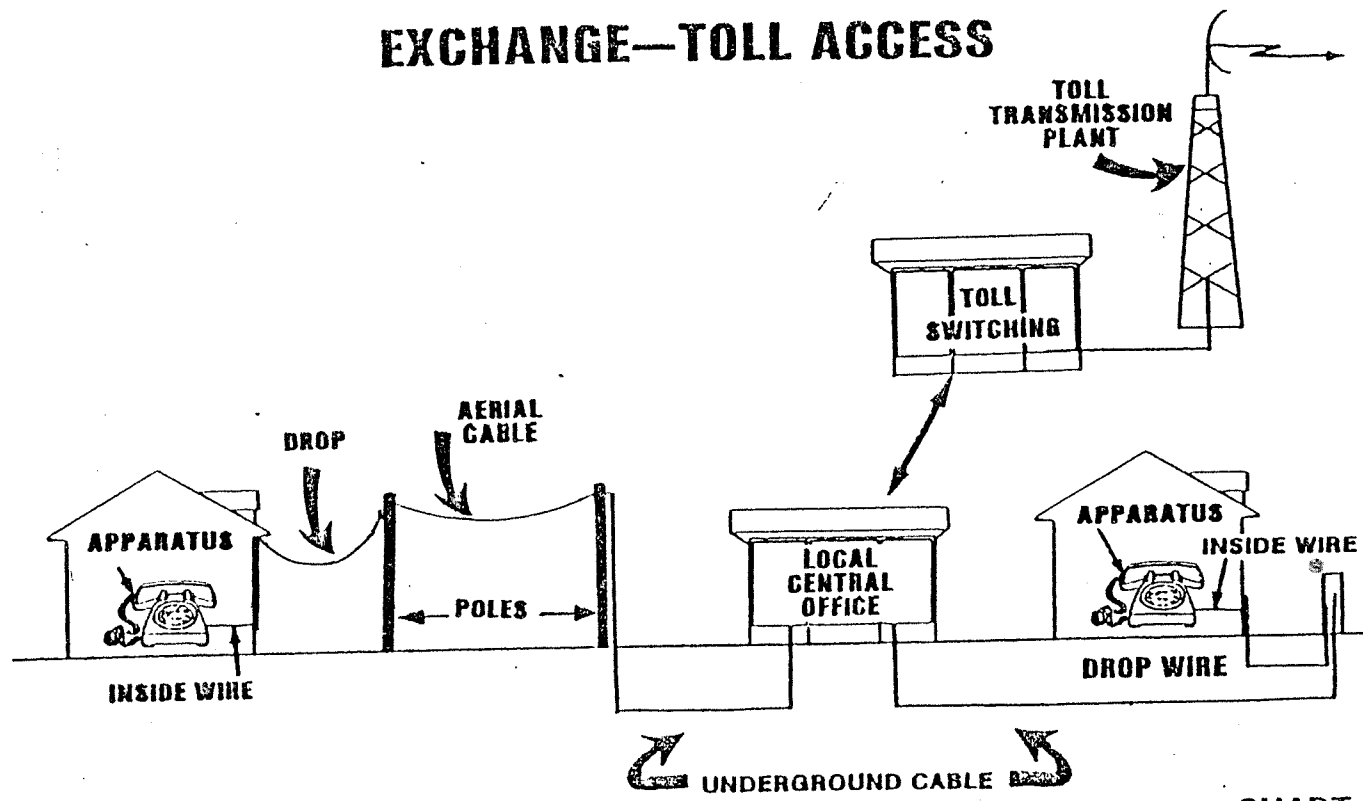 EXCHANGE—TOLL ACCESS
TOLL
TRANSMISSION
PLANT
TOLL
SWITCHING
AERIAL
CABLE
DROP
APPARATUS
POLES
INSIDE WIRE
LOCAL
CENTRAL
OFFICE
APPARATUS
INSIDE WIRE
DROP WIRE
UNDERGROUND CABLE